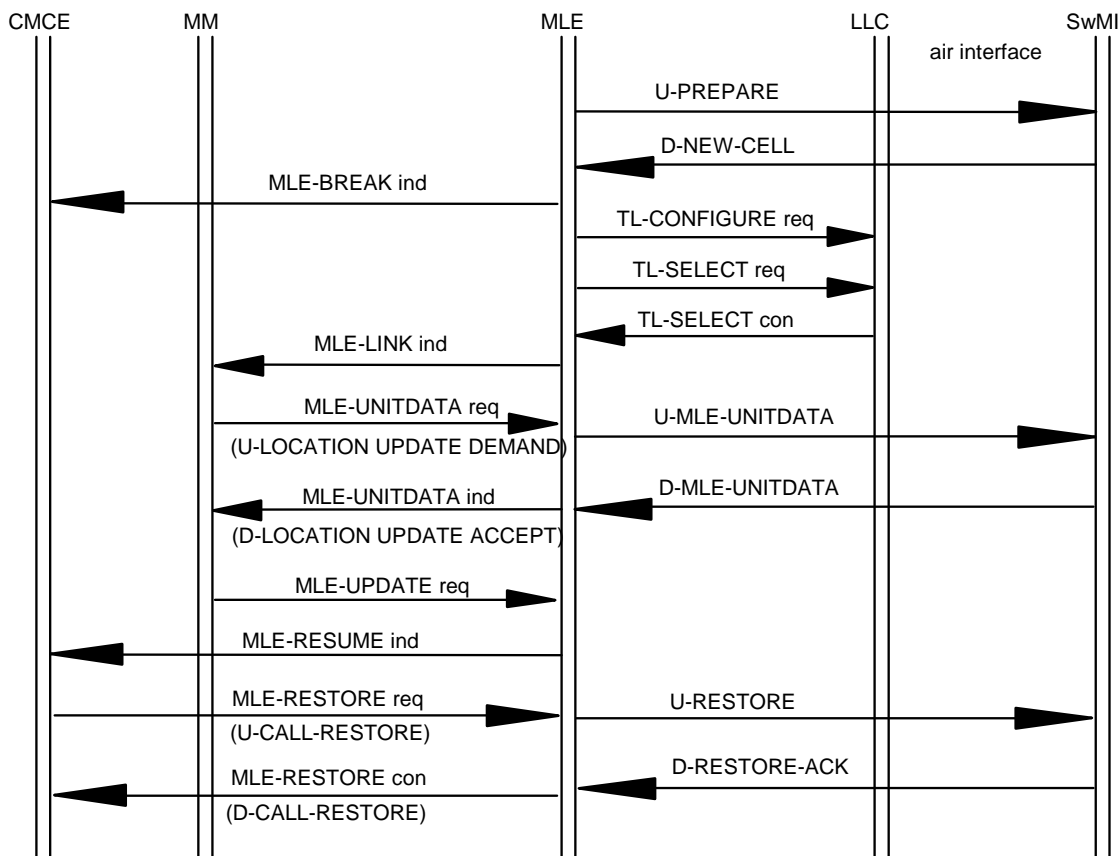 CMCE MM MLE LLC SwMI
air interface
U-PREPARE
D-NEW-CELL
MLE-BREAK ind
TL-CONFIGURE req
TL-SELECT req
TL-SELECT con
MLE-LINK ind
MLE-UNITDATA req
U-MLE-UNITDATA
(U-LOCATION UPDATE DEMAND)
D-MLE-UNITDATA
MLE-UNITDATA ind
(D-LOCATION UPDATE ACCEPT)
MLE-UPDATE req
MLE-RESUME ind
MLE-RESTORE req
U-RESTORE
(U-CALL-RESTORE)
D-RESTORE-ACK
MLE-RESTORE con
(D-CALL-RESTORE)